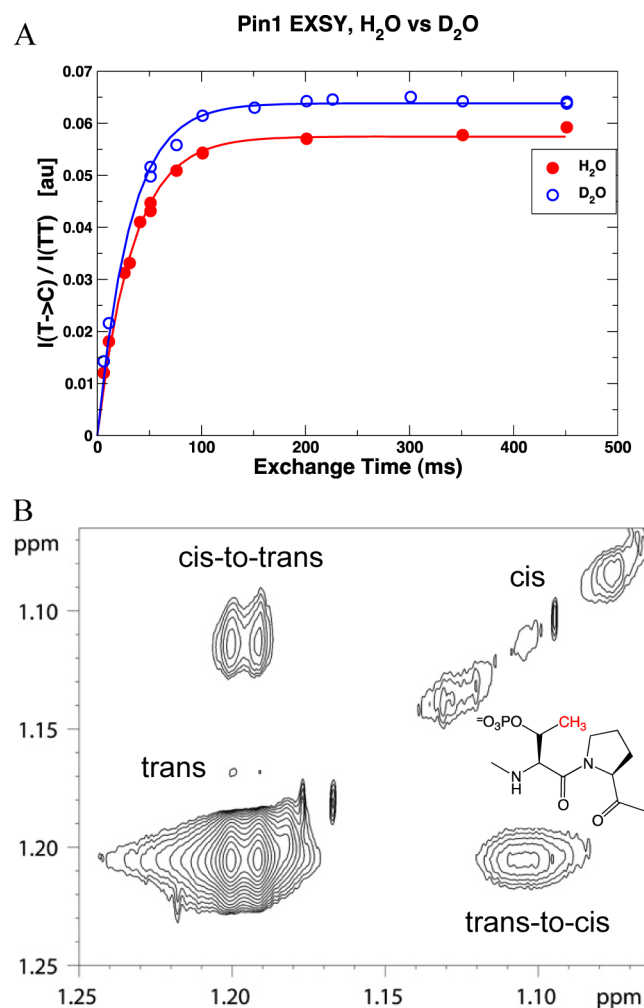 A
Pin1 EXSY, H₂O vs D₂O
I(T->C) / I(TT) [au]
0.07
0.06
0.05
0.04
0.03
0.02
0.01
0
H₂O
D₂O
0 100 200 300 400 500
Exchange Time (ms)
B
ppm
cis-to-trans
cis
1.10
1.15
trans
⁼O₃PO
CH₃
N
N
H
O
O
1.20
trans-to-cis
1.25
1.25 1.20 1.15 1.10 ppm